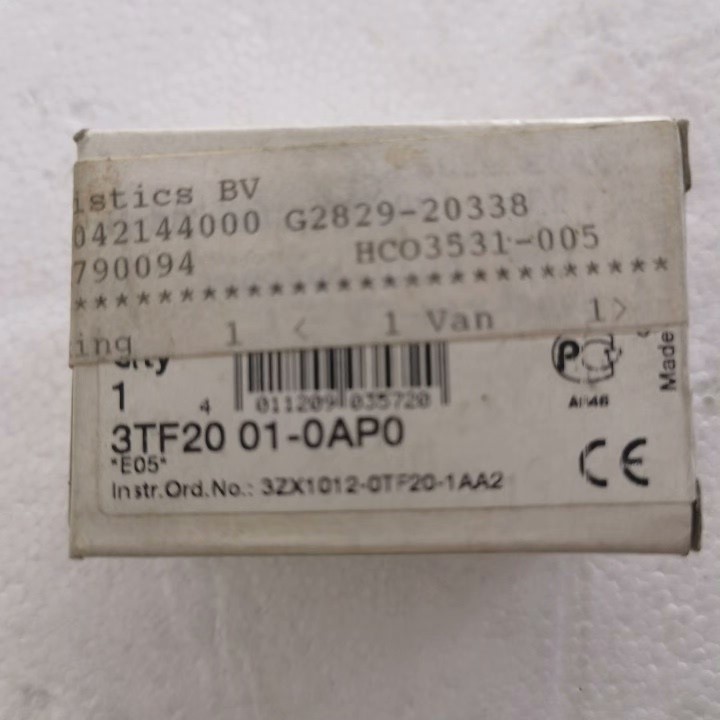 istics BV
042144000 G2829-20338
790094 HCO3531-005
*****************************
ing 1 < 1 Van 1>
1
4 011209 035720
3TF20 01-0AP0
*E05*
Instr.Ord.No.: 3ZX1012-0TF20-1AA2
CE
Made